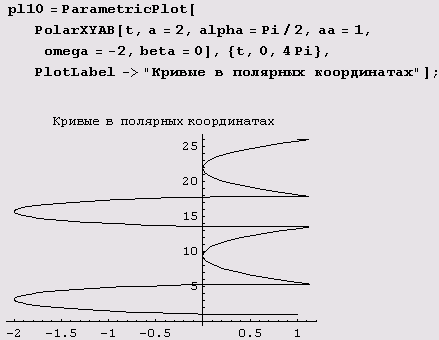 pl10 = ParametricPlot[
PolarXYAB[t, a = 2, alpha = Pi / 2, aa = 1,
omega = -2, beta = 0], {t, 0, 4 Pi},
PlotLabel -> "Кривые в полярных координатах"];
Кривые в полярных координатах
25
20
15
10
5
-2 -1.5 -1 -0.5 0.5 1